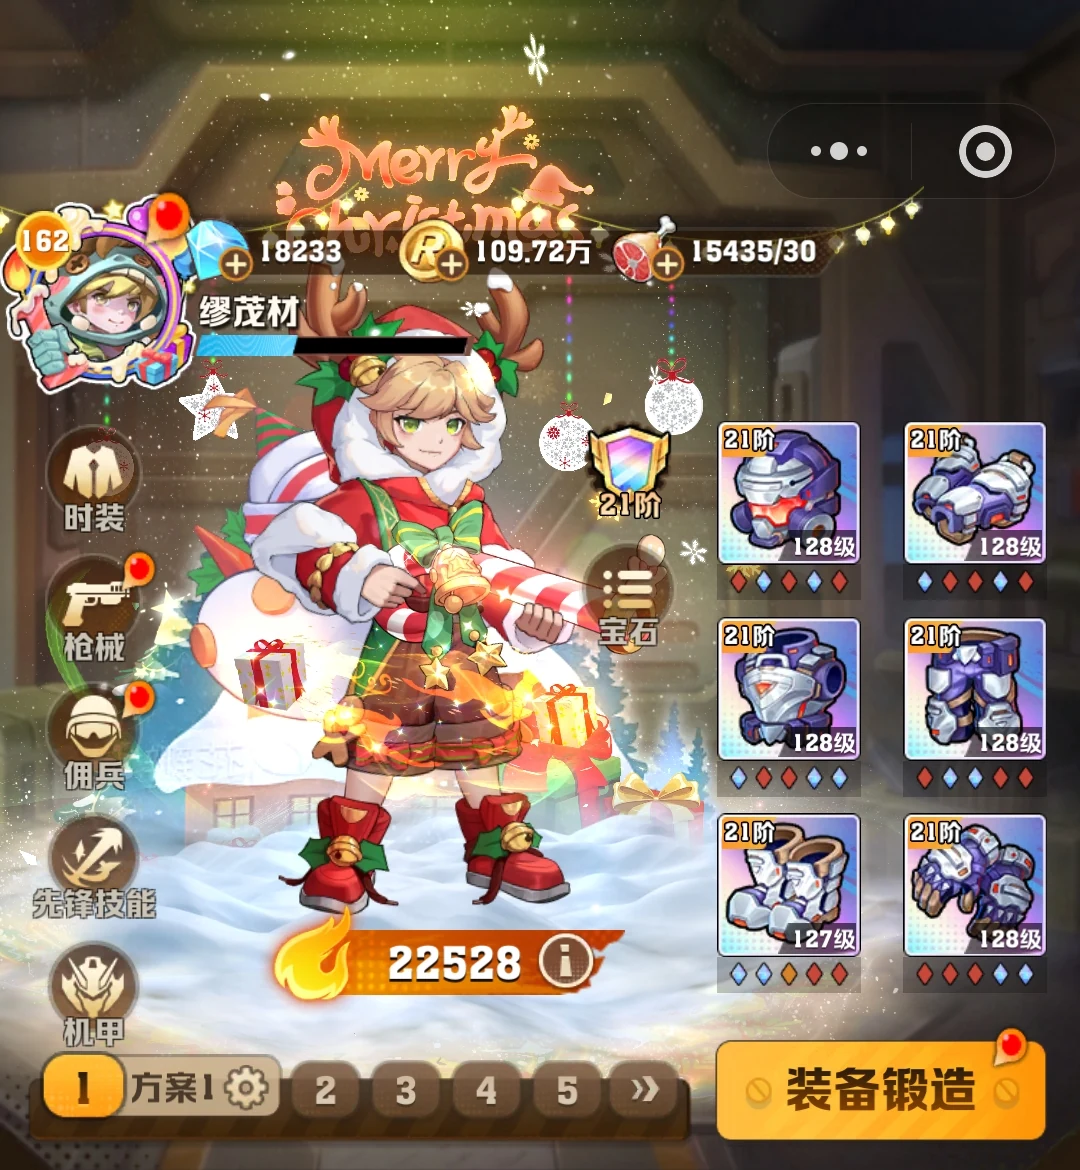 Merry
Christmas
162
18233
R
109.72万
15435/30
缪茂材
时装
枪械
佣兵
先锋技能
机甲
21阶
宝石
21阶
128级
21阶
128级
21阶
128级
21阶
128级
21阶
127级
21阶
128级
22528
i
1
方案1
2
3
4
5
»
装备锻造